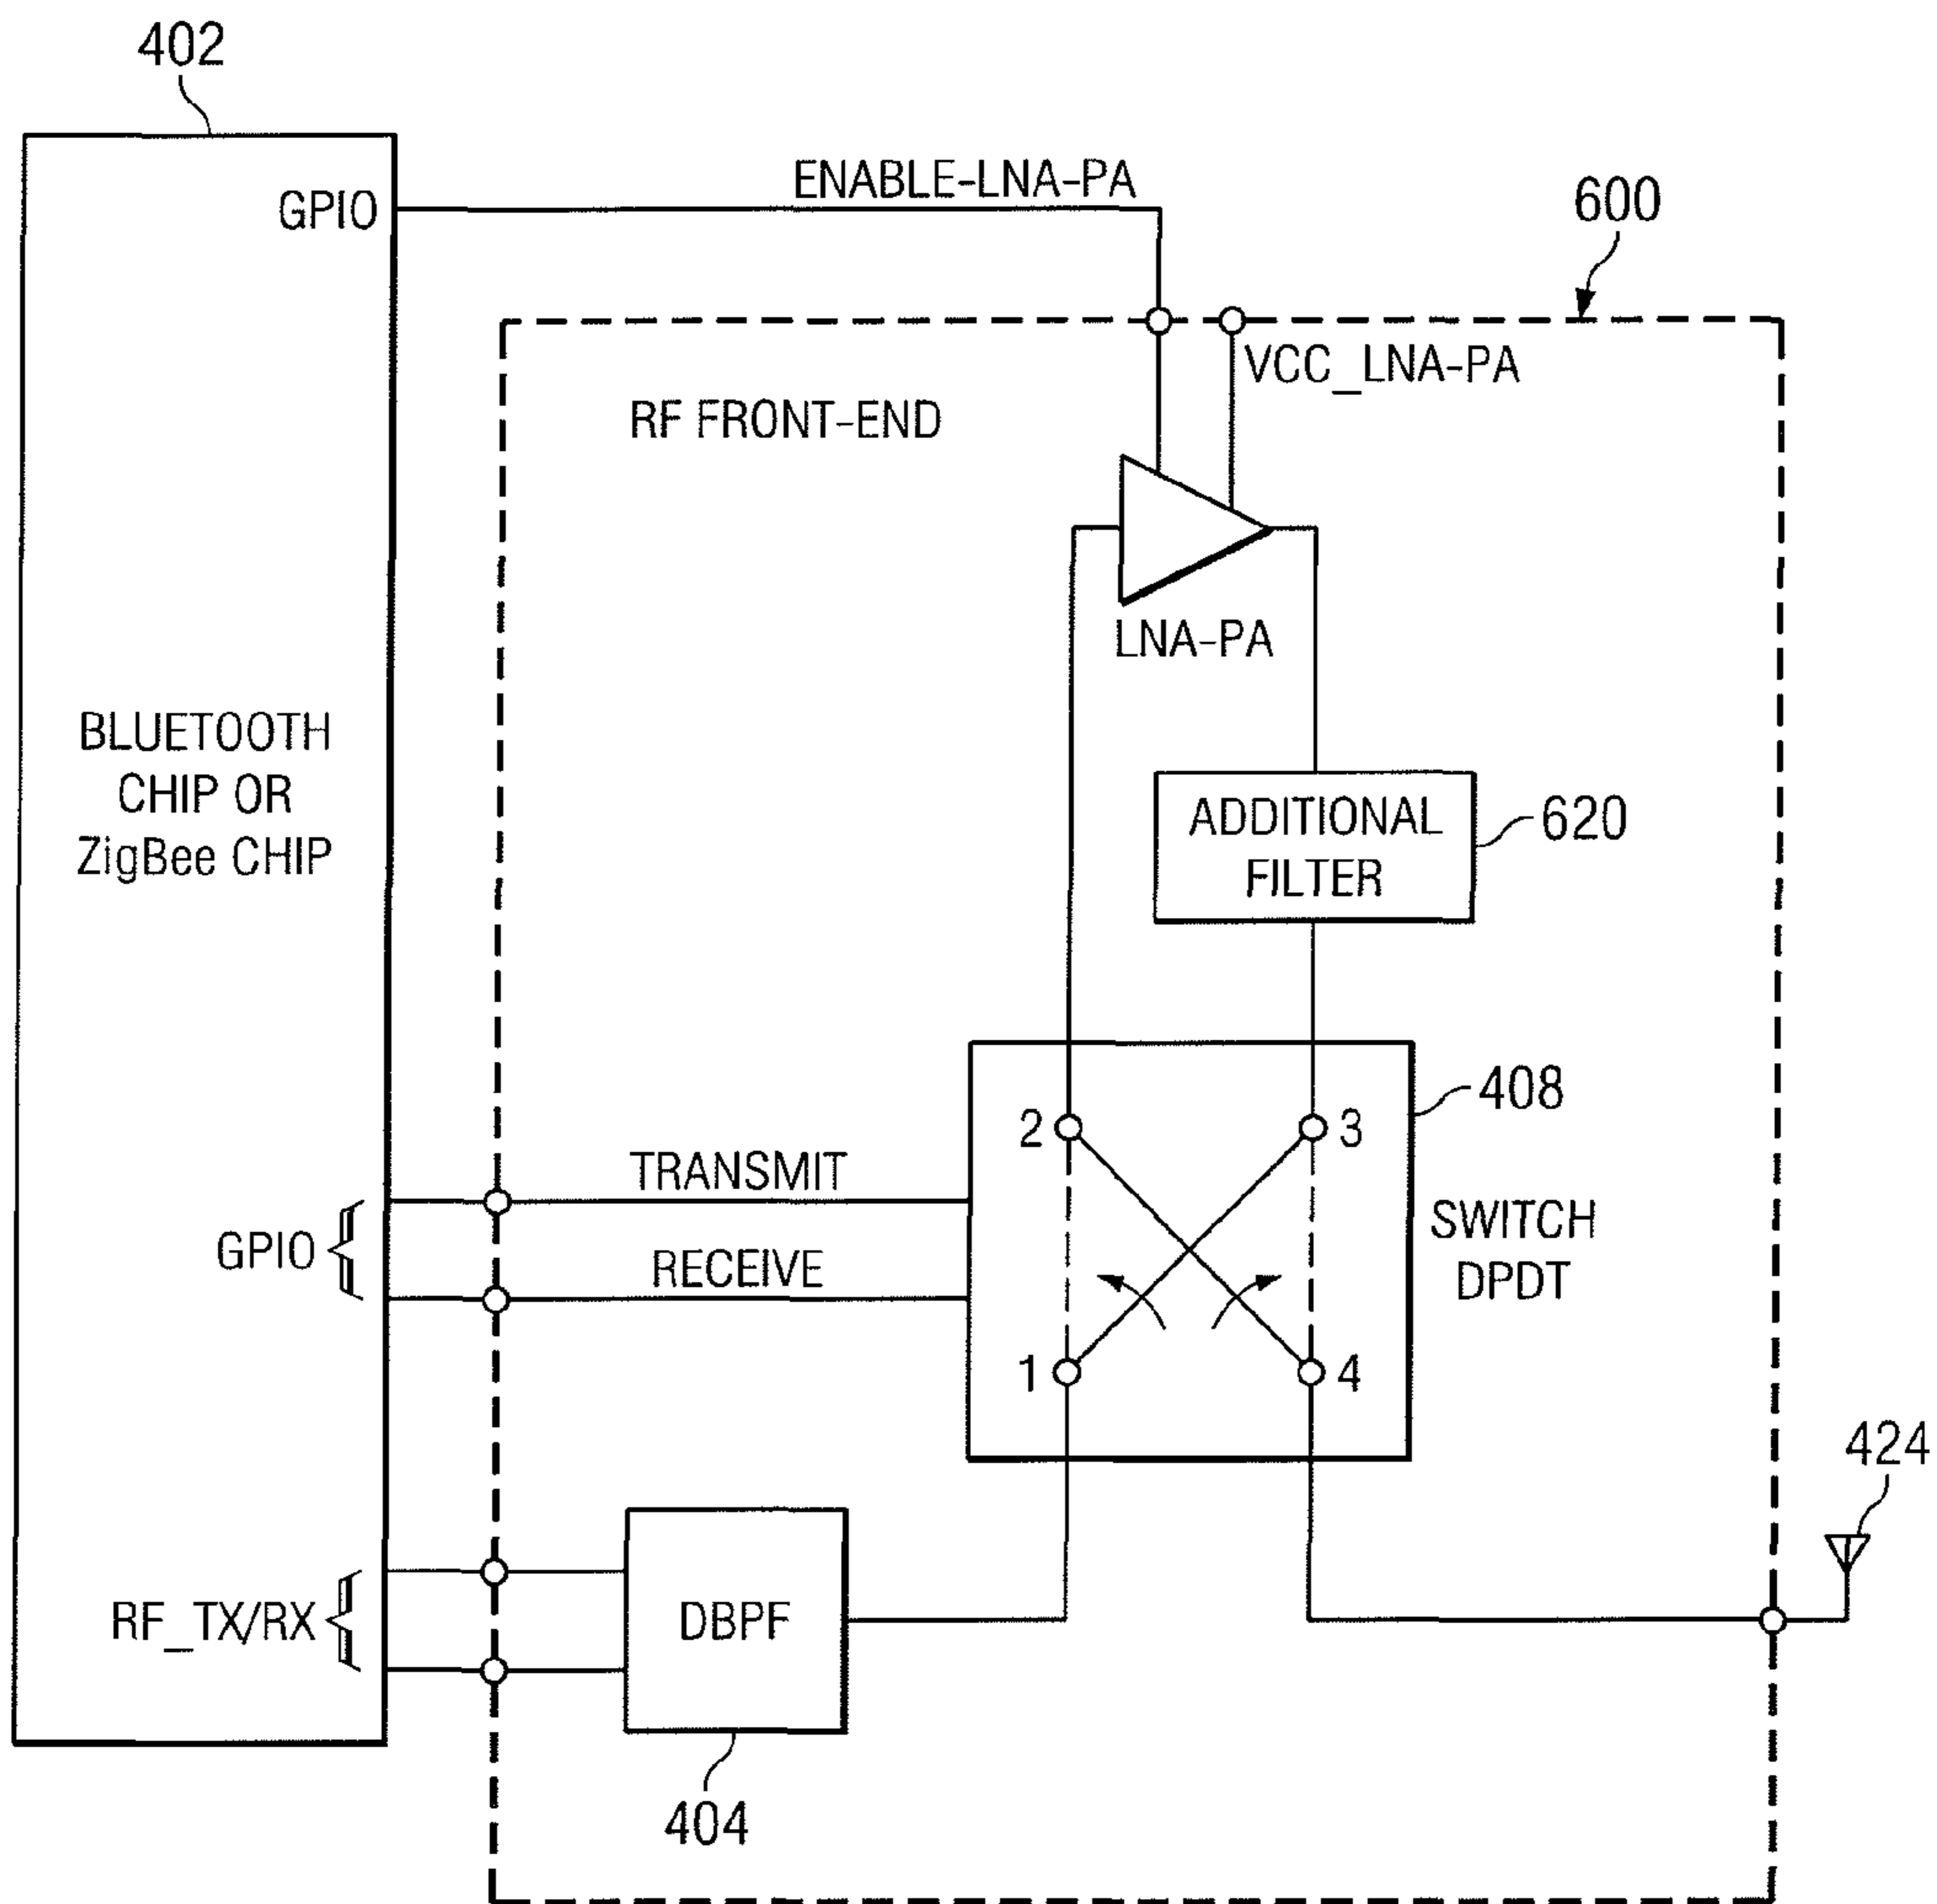 402
GPIO
ENABLE-LNA-PA
600
VCC_LNA-PA
RF FRONT-END
LNA-PA
BLUETOOTH
CHIP OR
ZigBee CHIP
ADDITIONAL
FILTER
620
408
2
3
TRANSMIT
SWITCH
DPDT
GPIO
RECEIVE
1
4
424
RF_TX/RX
DBPF
404